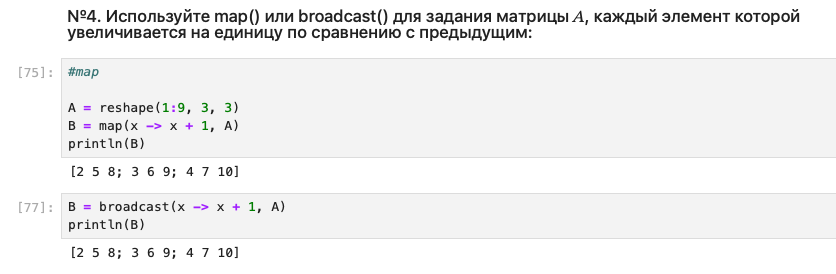 №4. Используйте map() или broadcast() для задания матрицы A, каждый элемент которой
увеличивается на единицу по сравнению с предыдущим:
[75]: #map
A = reshape(1:9, 3, 3)
B = map(x -> x + 1, A)
println(B)
[2 5 8; 3 6 9; 4 7 10]
[77]: B = broadcast(x -> x + 1, A)
println(B)
[2 5 8; 3 6 9; 4 7 10]